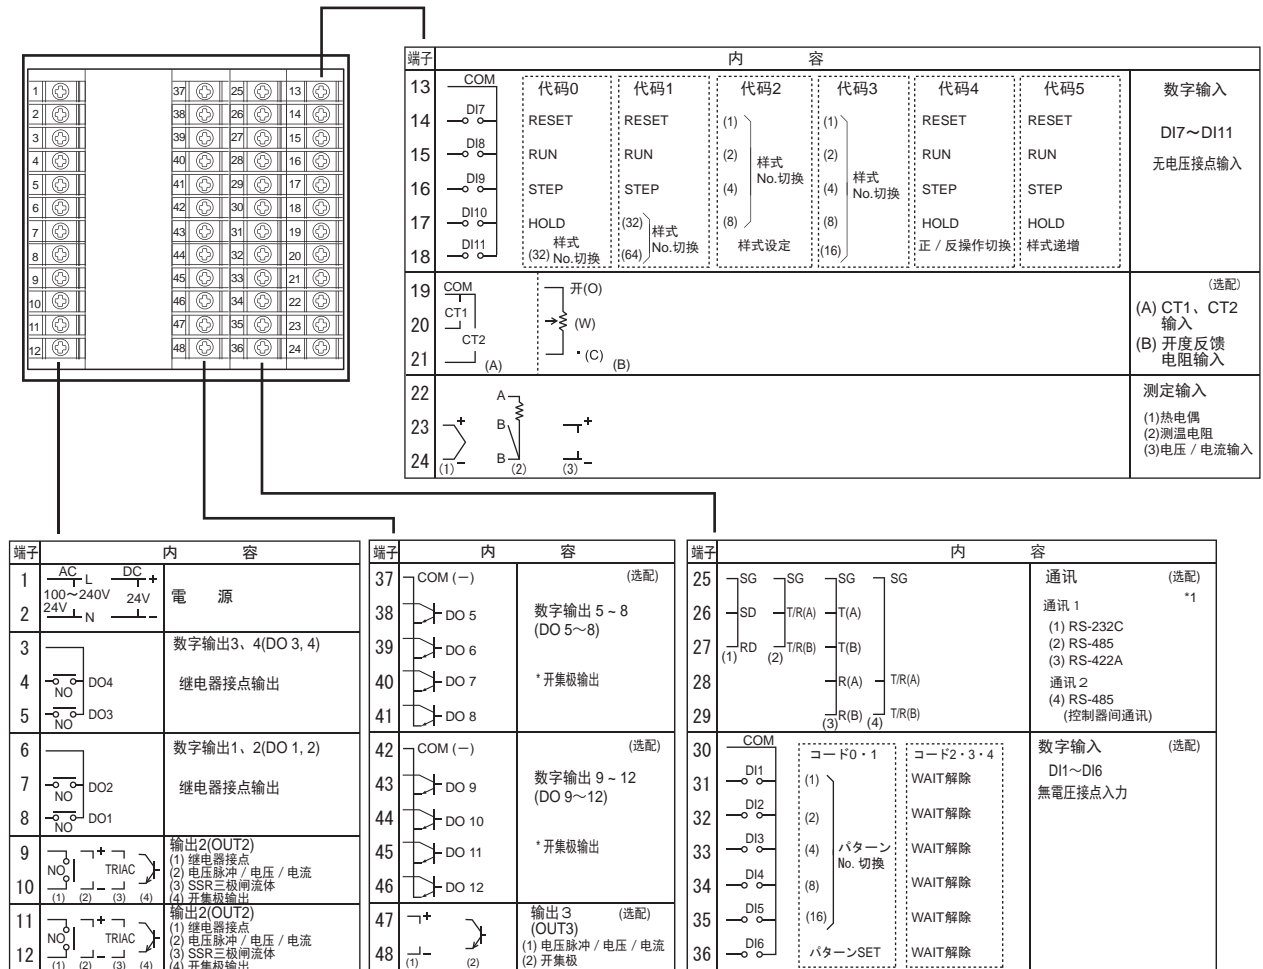 1 37 25 13
2 38 26 14
3 39 27 15
4 40 28 16
5 41 29 17
6 42 30 18
7 43 31 19
8 44 32 20
9 45 33 21
10 46 34 22
11 47 35 23
12 48 36 24
端子 内 容
13 COM 代码0 代码1 代码2 代码3 代码4 代码5 数字输入
14 DI7 RESET RESET (1) (1) RESET RESET DI7～DI11
15 DI8 RUN RUN (2) (2) RUN RUN 无电压接点输入
样式 No.切换 样式 No.切换
16 DI9 STEP STEP (4) (4) STEP STEP
17 DI10 HOLD (32) (8) (8) HOLD HOLD
样式 No.切换
18 DI11 (32) 样式 No.切换 (64) 样式设定 (16) 正/反操作切换 样式递增
19 COM 开(O) (选配)
CT1 (A) CT1、CT2
20 (W) 输入
CT2 (B) 开度反馈
21 (A) (C) (B) 电阻输入
22 A 测定输入
23 + B + (1)热电偶
(2)测温电阻
24 (1) - B (2) (3) - (3)电压/电流输入
端子 内 容
1 AC L DC +
100～240V 24V 24V 電 源
2 N -
3 数字输出3、4(DO 3, 4)
4 NO DO4 继电器接点输出
5 NO DO3
6 数字输出1、2(DO 1, 2)
7 NO DO2 继电器接点输出
8 NO DO1
9 NO + TRIAC 输出2(OUT2)
(1) 继电器接点
(2) 电压脉冲/电压/电流
10 (1) (2) - (3) (4) (3) SSR三极闸流体
(4) 开集极输出
11 NO + TRIAC 输出2(OUT2)
(1) 继电器接点
(2) 电压脉冲/电压/电流
12 (1) (2) - (3) (4) (3) SSR三极闸流体
(4) 开集极输出
端子 内 容
37 COM (－) (选配)
38 DO 5 数字输出 5 ~ 8
(DO 5～8)
39 DO 6
40 DO 7 * 开集极输出
41 DO 8
42 COM (－) (选配)
43 DO 9 数字输出 9 ~ 12
(DO 9～12)
44 DO 10
45 DO 11 * 开集极输出
46 DO 12
47 + 输出３ (选配)
(OUT3)
(1) 电压脉冲/电压/电流
48 (1) - (2) (2) 开集极
端子 内 容
25 SG SG SG SG 通讯 (选配)
*1
26 SD T/R(A) T(A) 通讯 1
(1) RS-232C
27 (1) RD (2) T/R(B) T(B) (2) RS-485
(3) RS-422A
28 R(A) T/R(A) 通讯２
(4) RS-485
29 (3) R(B) (4) T/R(B) (控制器间通讯)
30 COM コード0・1 コード2・3・4 数字输入 (选配)
31 DI1 (1) WAIT解除 DI1～DI6
無電圧接点入力
32 DI2 (2) WAIT解除
33 DI3 (4) パターン WAIT解除
No. 切換
34 DI4 (8) WAIT解除
35 DI5 (16) WAIT解除
36 DI6 パターンSET WAIT解除